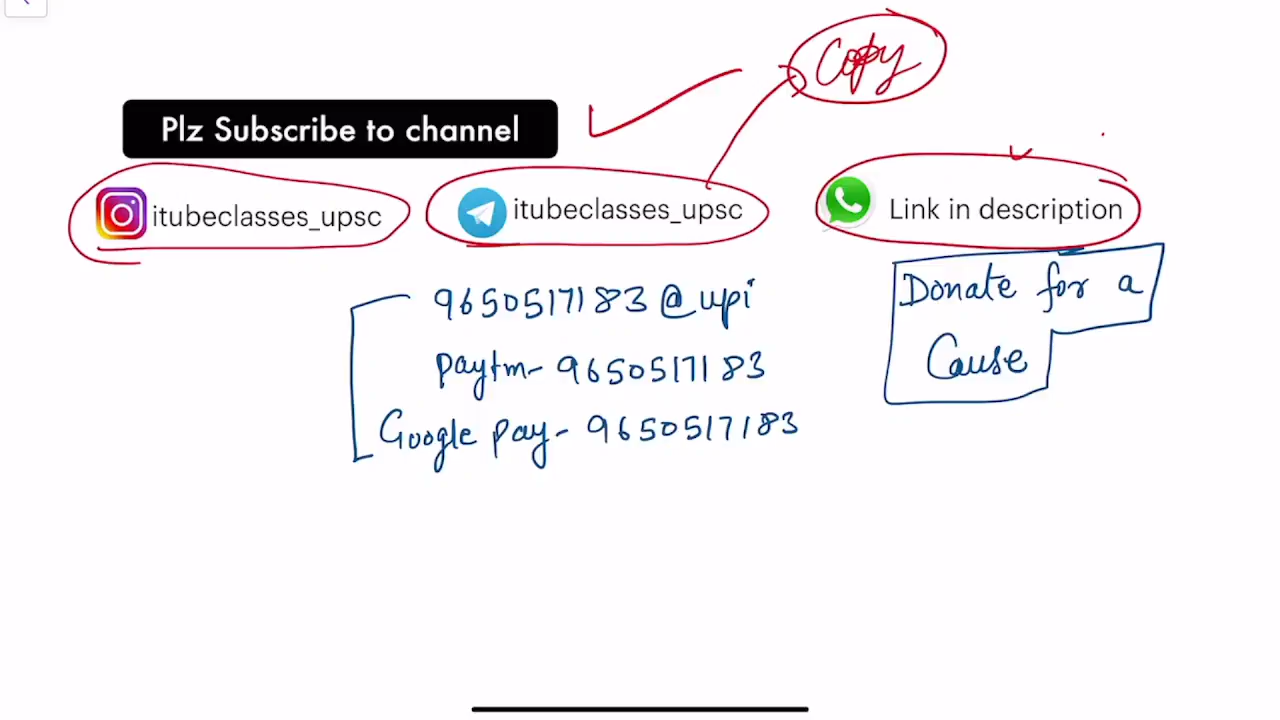 Copy
Plz Subscribe to channel
itubeclasses_upsc
itubeclasses_upsc
Link in description
9650517183@upi
paytm- 9650517183
Google pay- 9650517183
Donate for a
Cause